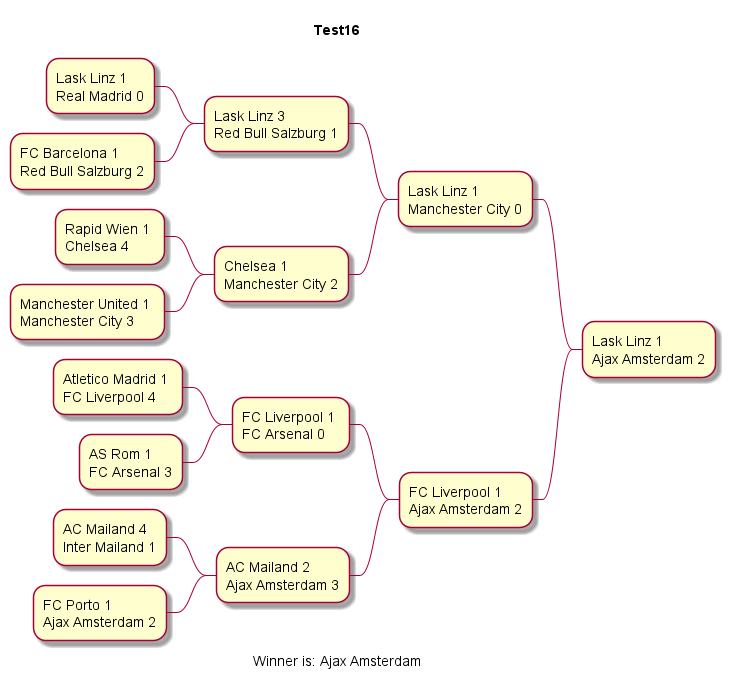 Test16
Lask Linz 1
Real Madrid 0
FC Barcelona 1
Red Bull Salzburg 2
Lask Linz 3
Red Bull Salzburg 1
Rapid Wien 1
Chelsea 4
Manchester United 1
Manchester City 3
Chelsea 1
Manchester City 2
Lask Linz 1
Manchester City 0
Atletico Madrid 1
FC Liverpool 4
AS Rom 1
FC Arsenal 3
FC Liverpool 1
FC Arsenal 0
AC Mailand 4
Inter Mailand 1
FC Porto 1
Ajax Amsterdam 2
AC Mailand 2
Ajax Amsterdam 3
FC Liverpool 1
Ajax Amsterdam 2
Lask Linz 1
Ajax Amsterdam 2
Winner is: Ajax Amsterdam